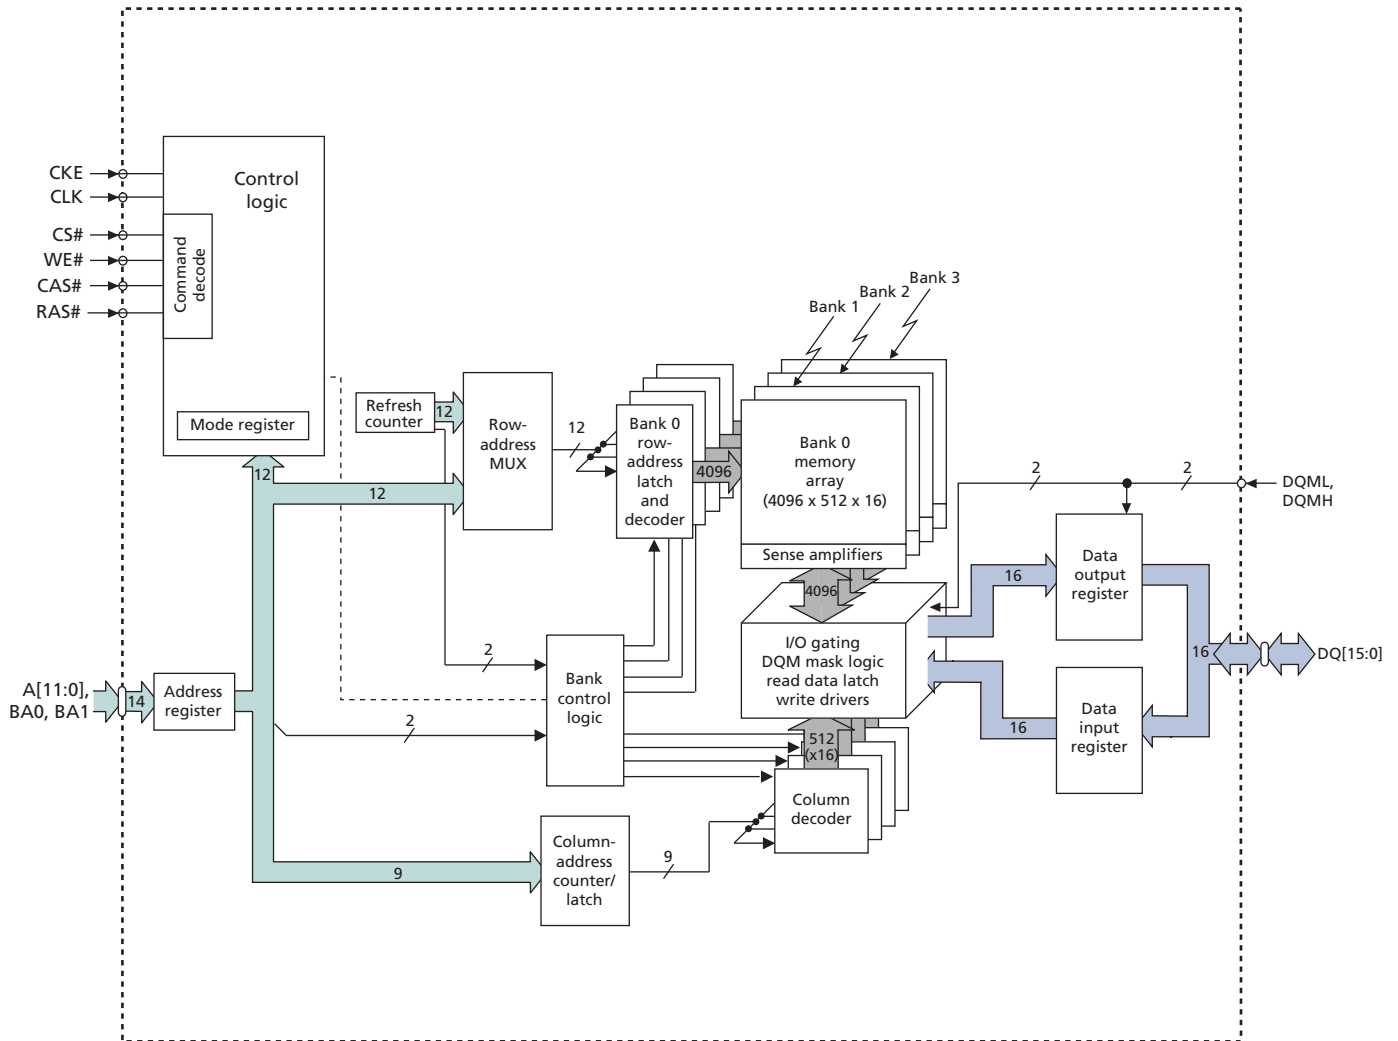 CKE
CLK
CS#
WE#
CAS#
RAS#
Control
logic
Command
decode
Mode register
Bank 1
Bank 2
Bank 3
Refresh
counter
12
Row-
address
MUX
12
Bank 0
row-
address
latch
and
decoder
4096
Bank 0
memory
array
(4096 x 512 x 16)
Sense amplifiers
12
12
2
2
DQML,
DQMH
4096
16
Data
output
register
I/O gating
DQM mask logic
read data latch
write drivers
16
DQ[15:0]
2
Bank
control
logic
A[11:0],
BA0, BA1
14
Address
register
2
16
Data
input
register
512
(x16)
Column
decoder
9
Column-
address
counter/
latch
9